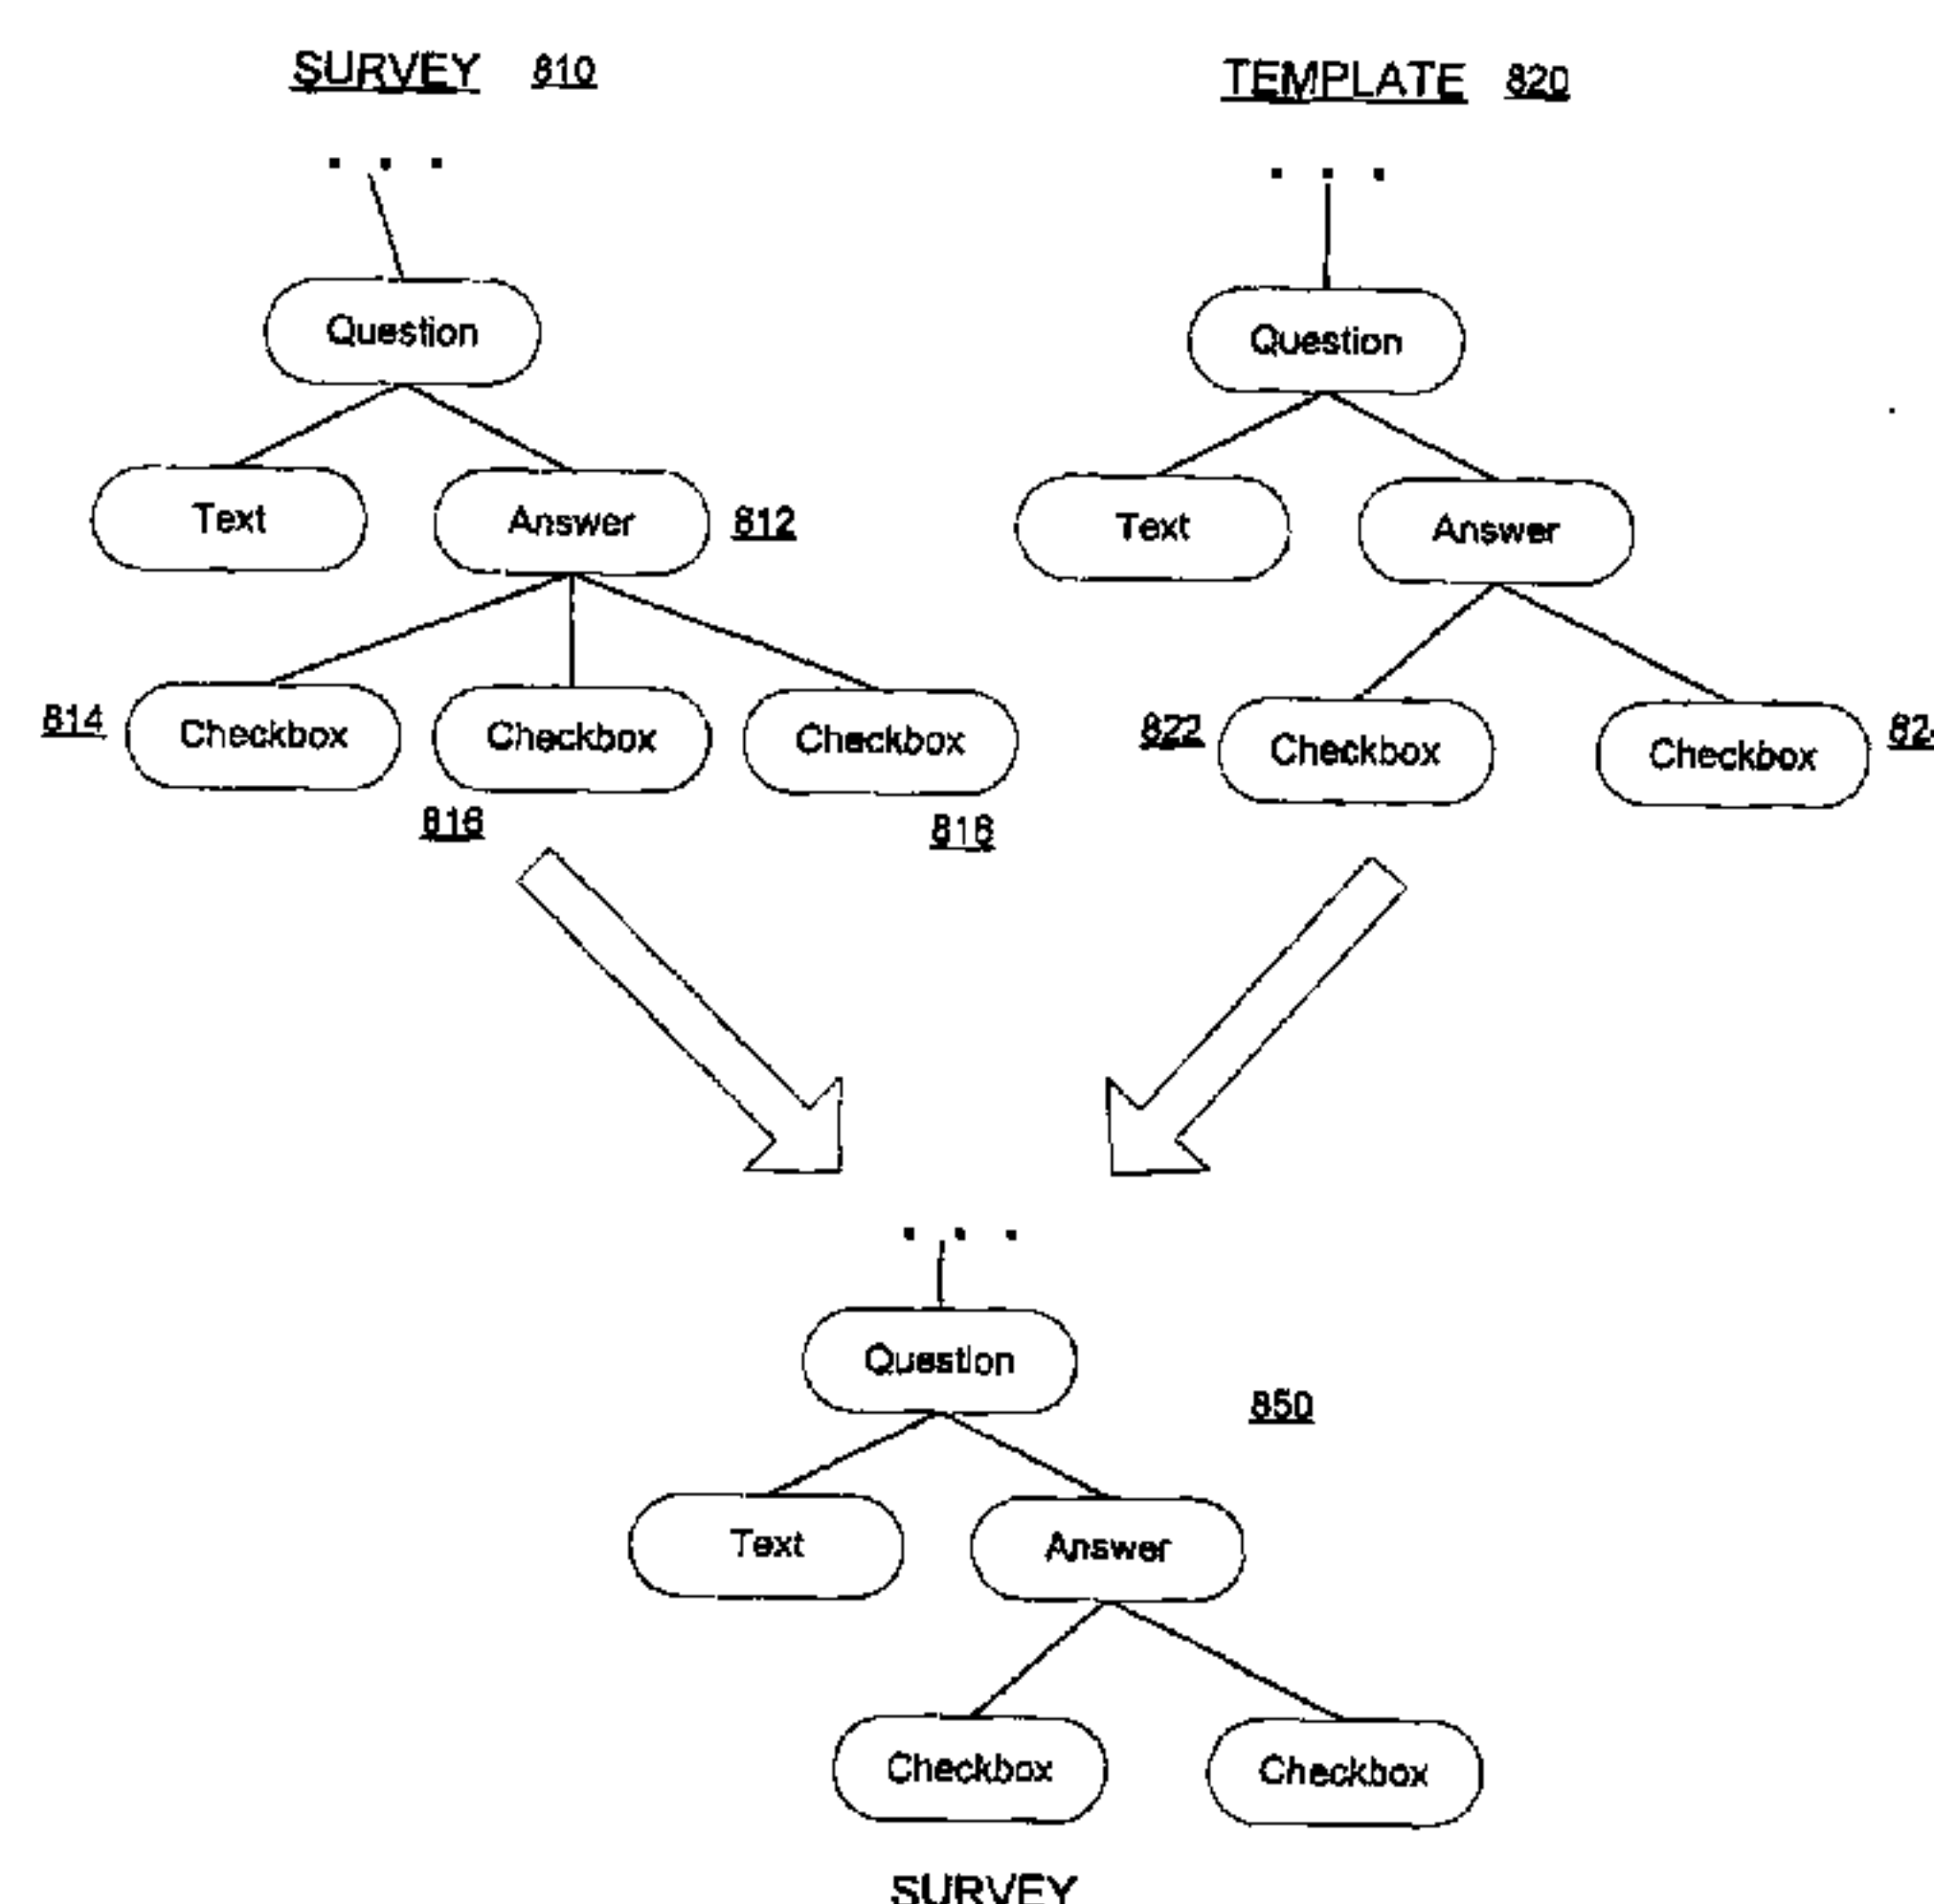 SURVEY 810
TEMPLATE 820
. . .
. . .
Question
Question
Text
Answer
812
Text
Answer
814
Checkbox
Checkbox
Checkbox
822
Checkbox
Checkbox
816
818
. . .
Question
850
Text
Answer
Checkbox
Checkbox
SURVEY